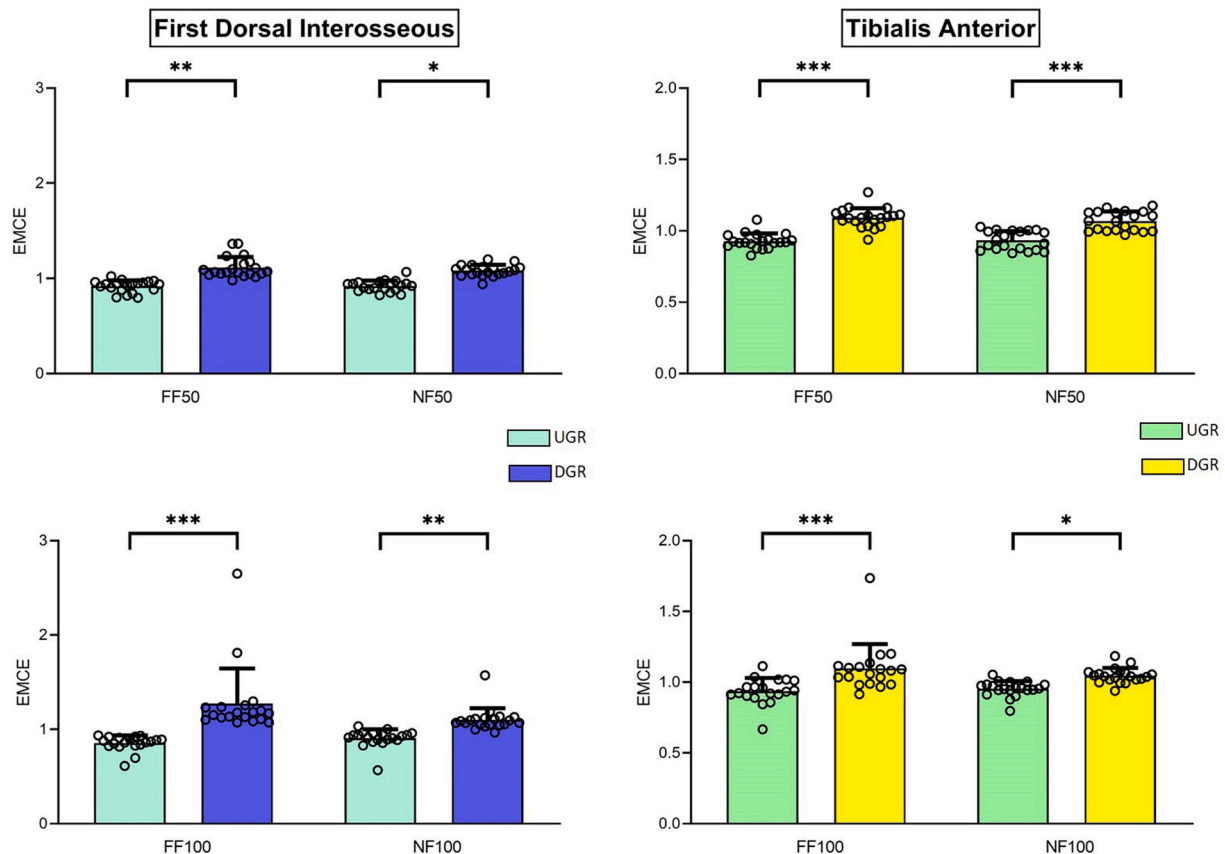 First Dorsal Interosseous
Tibialis Anterior
**
*
3
2
1
0
EMCE
FF50
NF50
***
***
2.0
1.5
1.0
0.5
0.0
EMCE
FF50
NF50
UGR
DGR
UGR
DGR
***
**
3
2
1
0
EMCE
FF100
NF100
***
*
2.0
1.5
1.0
0.5
0.0
EMCE
FF100
NF100